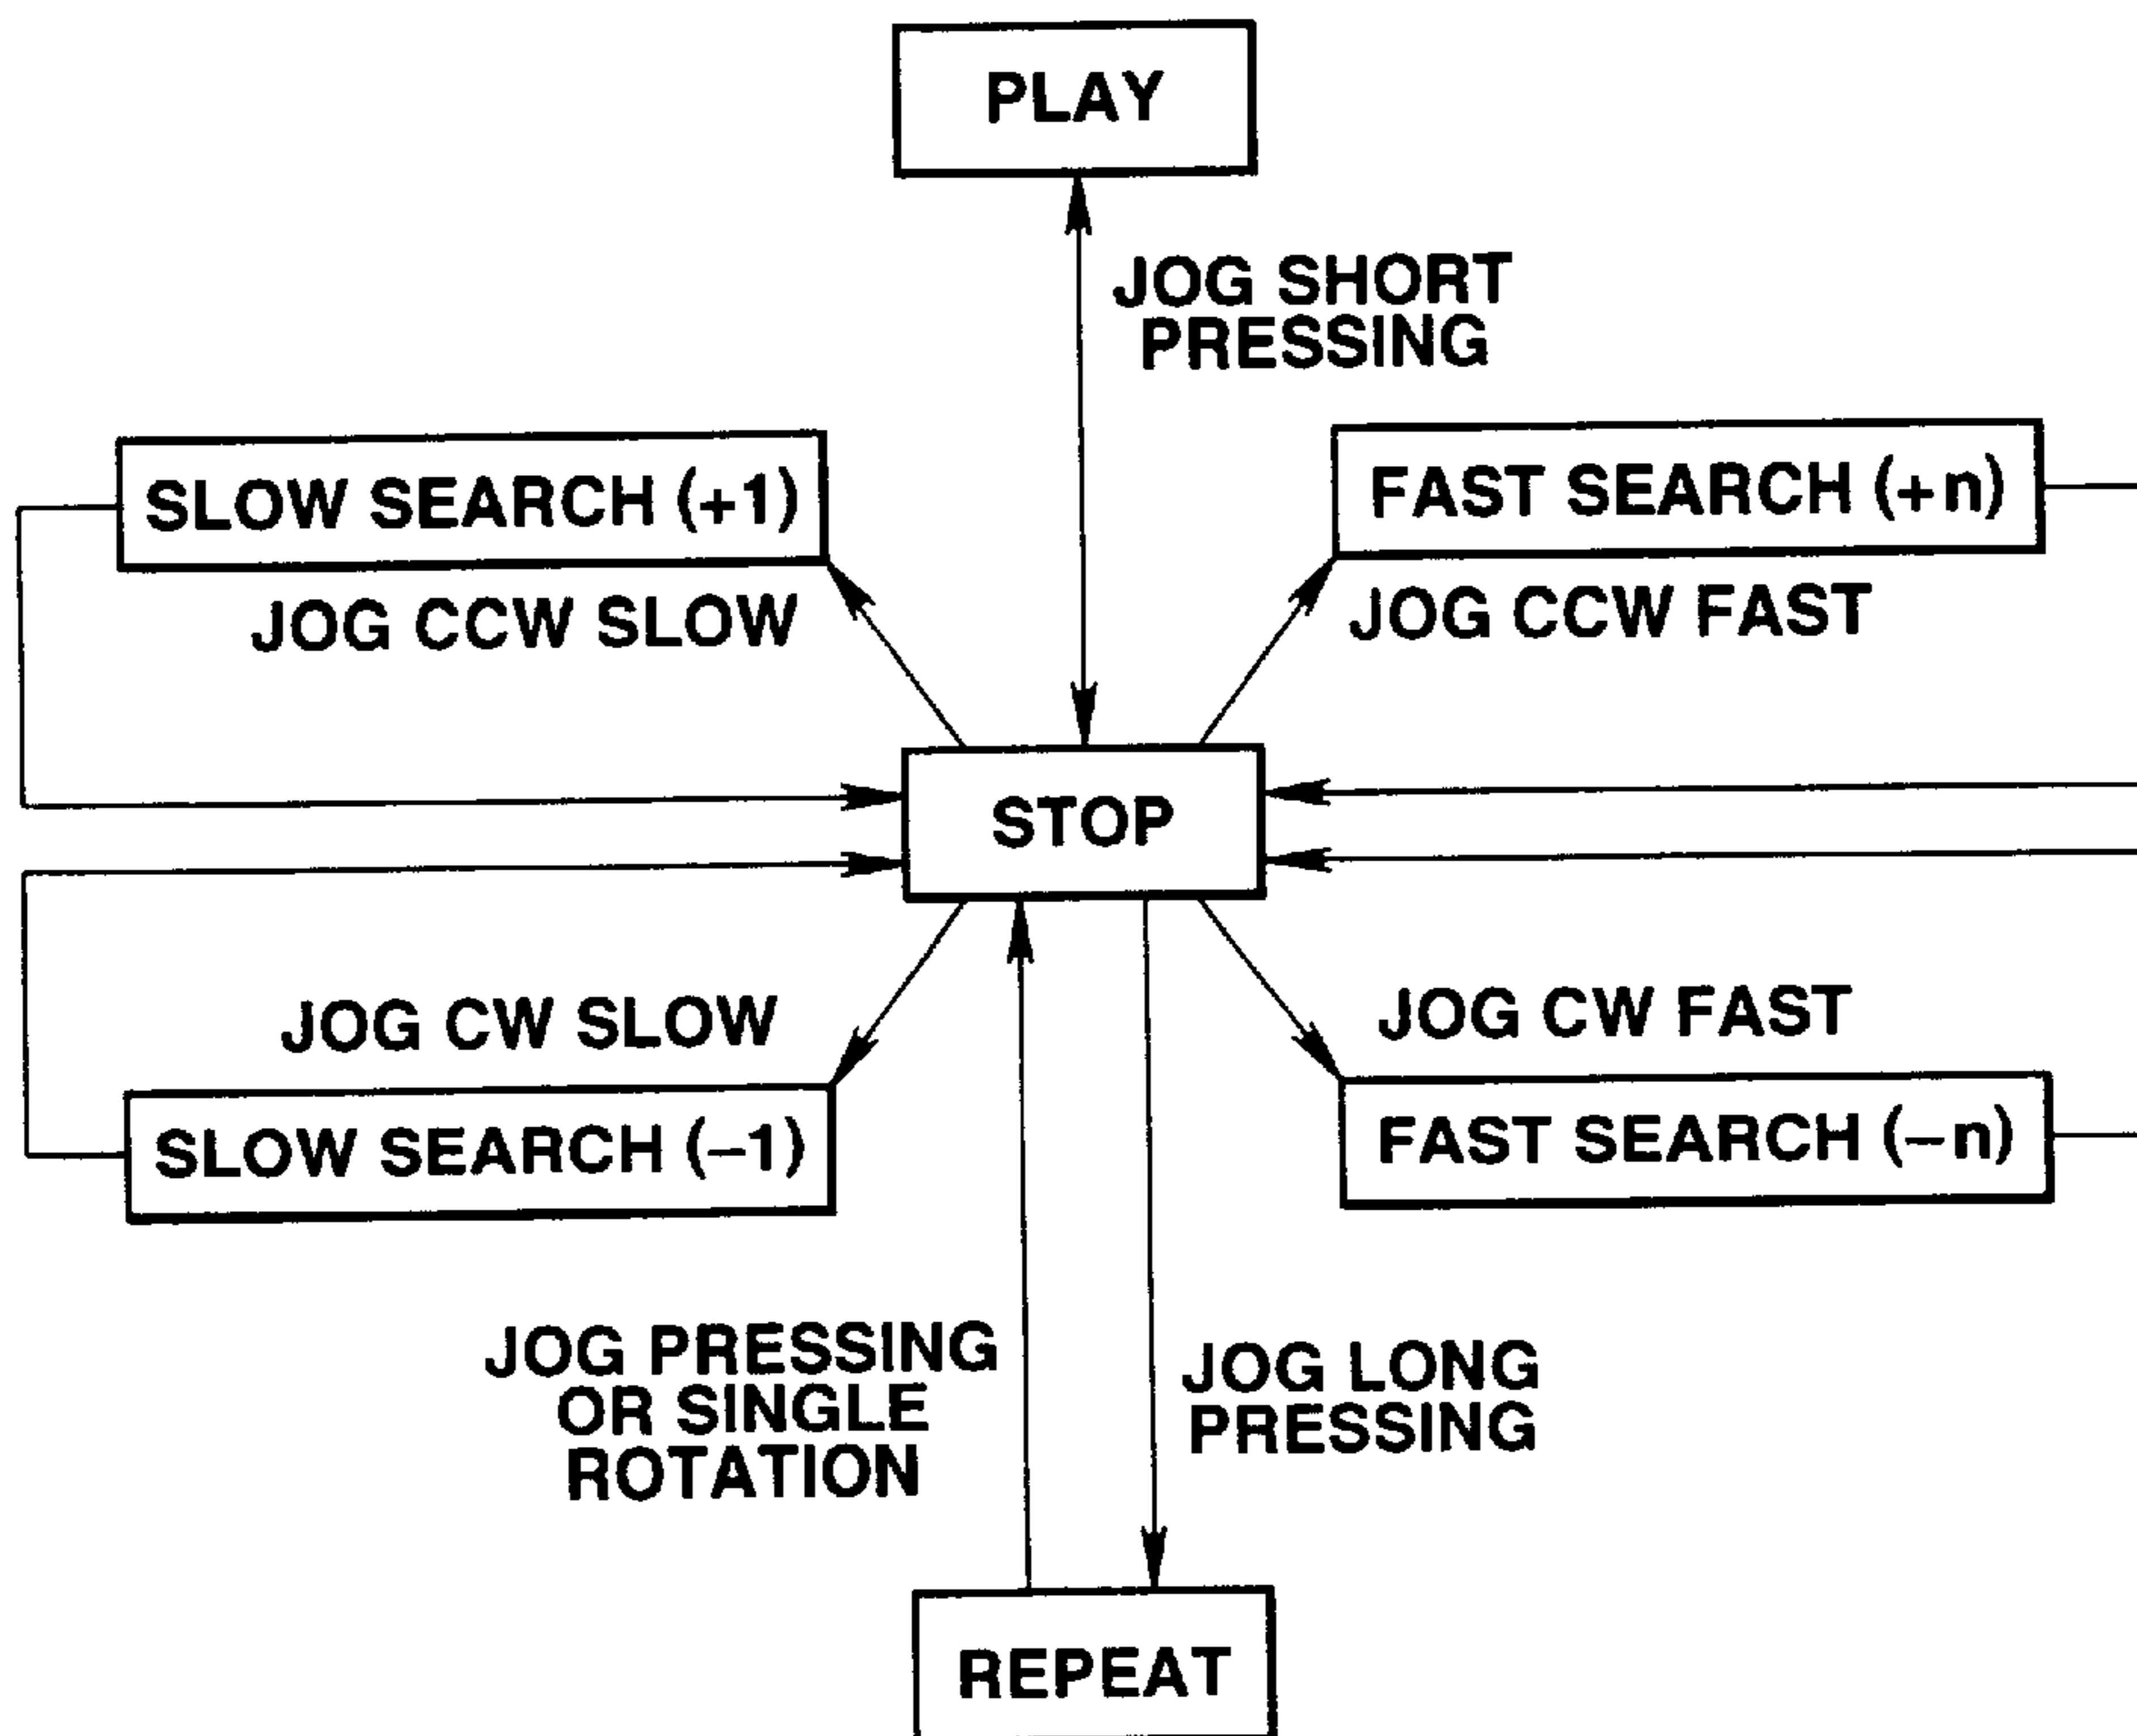 PLAY
JOG SHORT
PRESSING
SLOW SEARCH (+1)
FAST SEARCH (+n)
JOG CCW SLOW
JOG CCW FAST
STOP
JOG CW SLOW
JOG CW FAST
SLOW SEARCH (−1)
FAST SEARCH (−n)
JOG PRESSING
OR SINGLE
ROTATION
JOG LONG
PRESSING
REPEAT